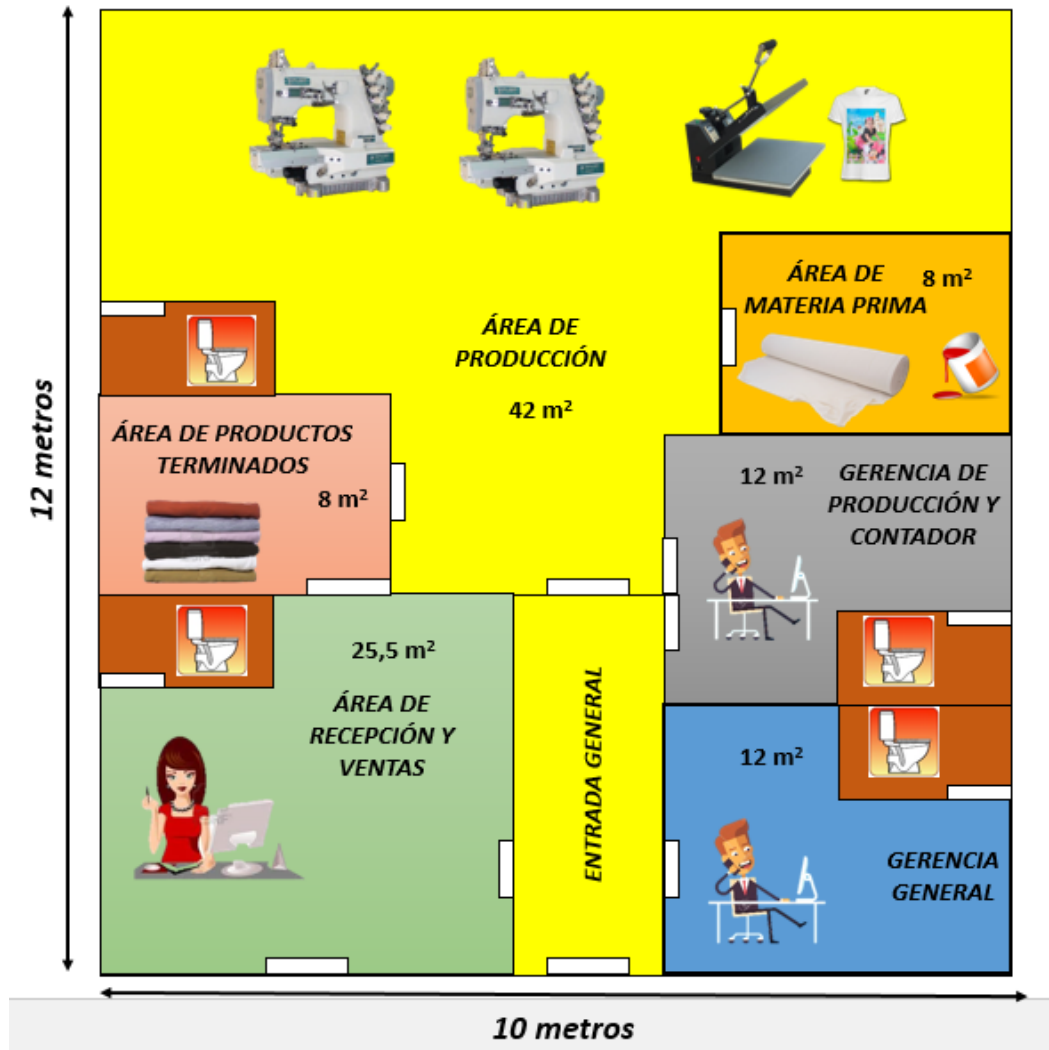 12 metros
ÁREA DE
MATERIA PRIMA
8 m²
ÁREA DE
PRODUCCIÓN
42 m²
ÁREA DE PRODUCTOS
TERMINADOS
8 m²
12 m²
GERENCIA DE
PRODUCCIÓN Y
CONTADOR
25,5 m²
ÁREA DE
RECEPCIÓN Y
VENTAS
ENTRADA GENERAL
12 m²
GERENCIA
GENERAL
10 metros